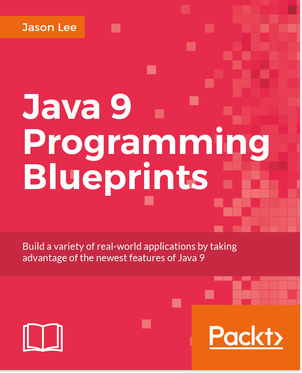 Jason Lee
Java 9
Programming
Blueprints
Build a variety of real-world applications by taking
advantage of the newest features of Java 9
Packt>